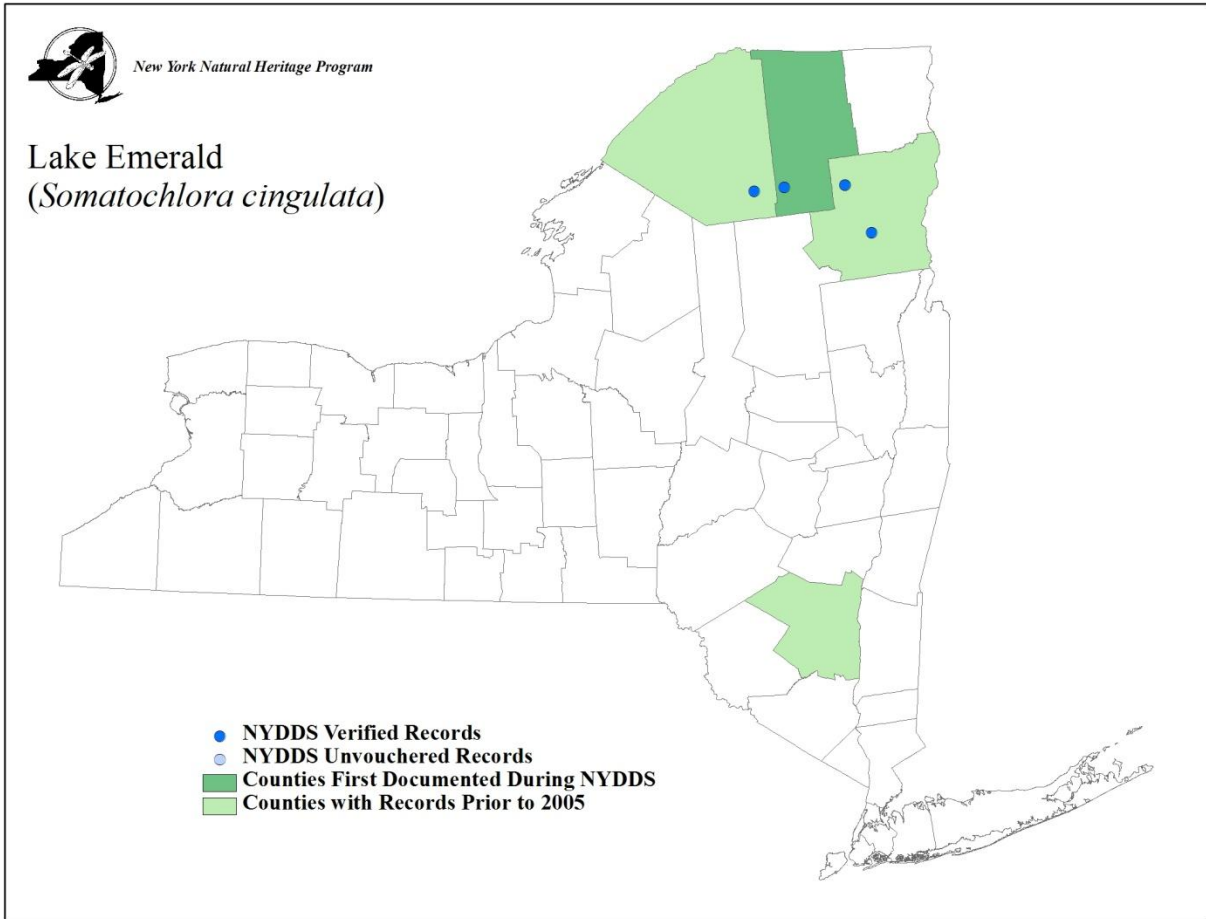 New York Natural Heritage Program
Lake Emerald
(Somatochlora cingulata)
NYDDS Verified Records
NYDDS Unvouchered Records
Counties First Documented During NYDDS
Counties with Records Prior to 2005